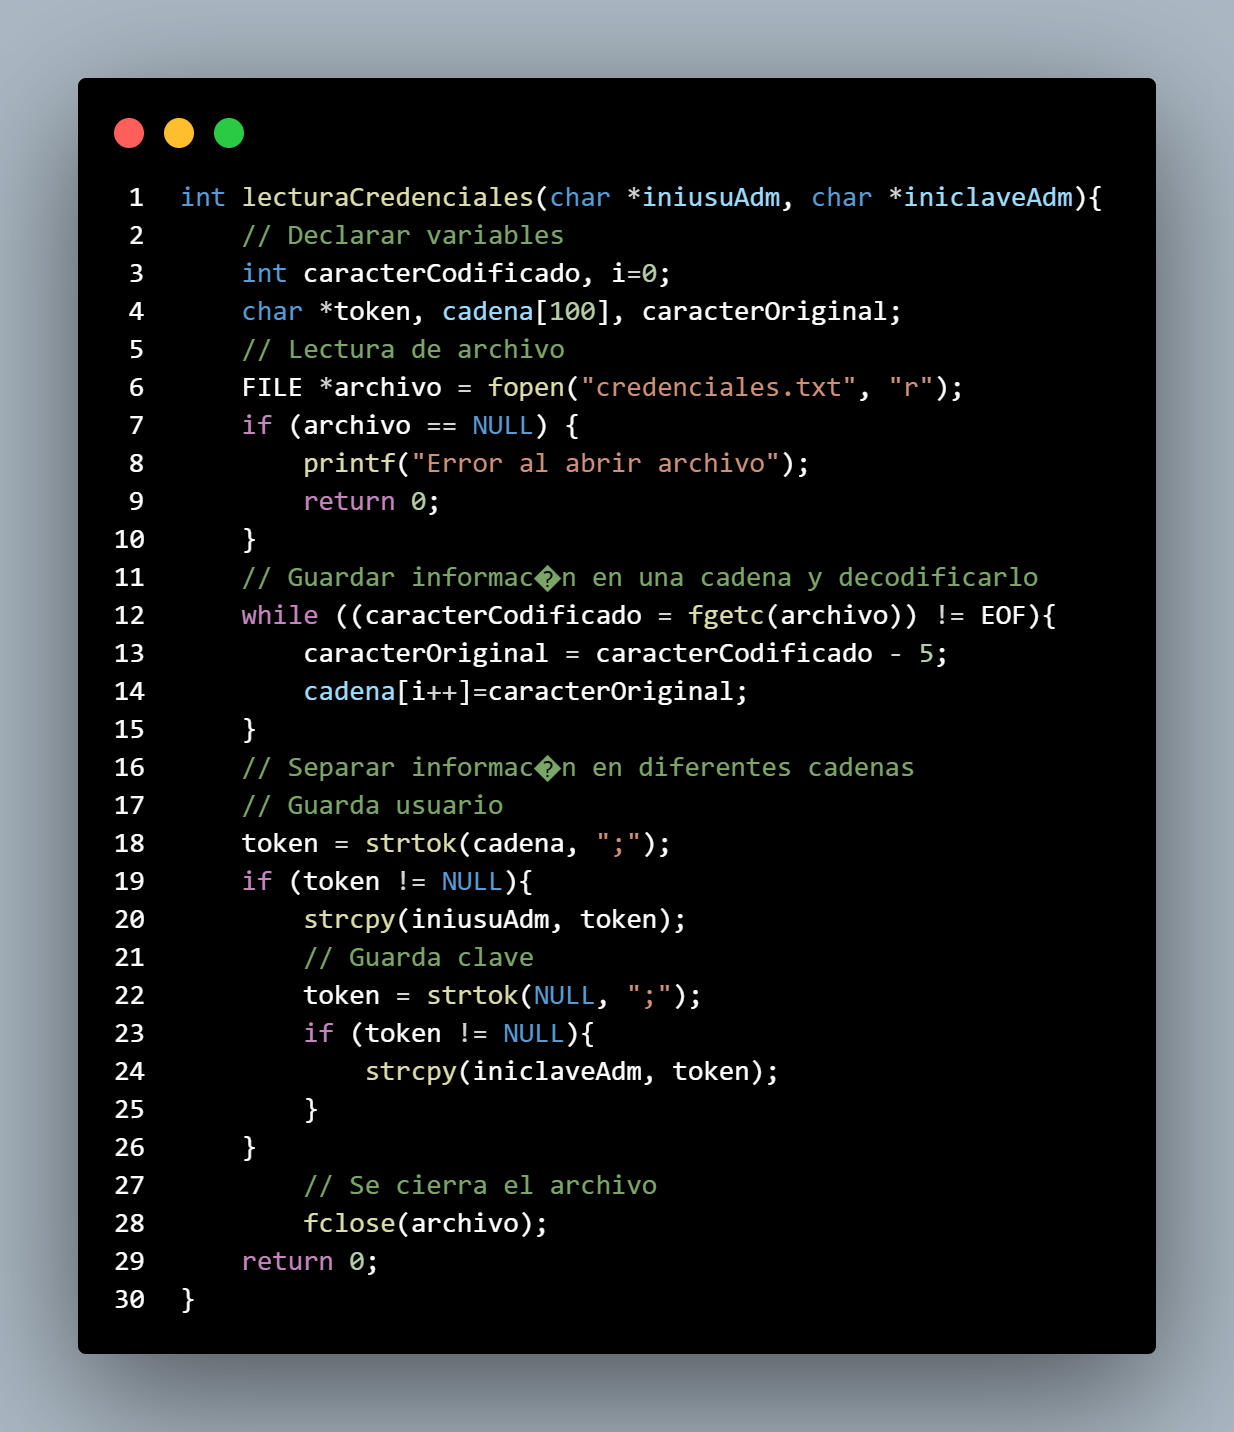 1 int lecturaCredenciales(char *iniusuAdm, char *iniclaveAdm){
2     // Declarar variables
3     int caracterCodificado, i=0;
4     char *token, cadena[100], caracterOriginal;
5     // Lectura de archivo
6     FILE *archivo = fopen("credenciales.txt", "r");
7     if (archivo == NULL) {
8         printf("Error al abrir archivo");
9         return 0;
10     }
11     // Guardar informac�n en una cadena y decodificarlo
12     while ((caracterCodificado = fgetc(archivo)) != EOF){
13         caracterOriginal = caracterCodificado - 5;
14         cadena[i++]=caracterOriginal;
15     }
16     // Separar informac�n en diferentes cadenas
17     // Guarda usuario
18     token = strtok(cadena, ";");
19     if (token != NULL){
20         strcpy(iniusuAdm, token);
21         // Guarda clave
22         token = strtok(NULL, ";");
23         if (token != NULL){
24             strcpy(iniclaveAdm, token);
25         }
26     }
27         // Se cierra el archivo
28         fclose(archivo);
29     return 0;
30 }